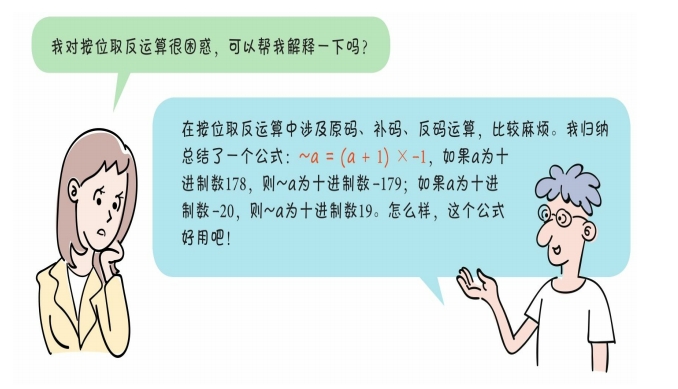 我对按位取反运算很困惑，可以帮我解释一下吗？
在按位取反运算中涉及原码、补码、反码运算，比较麻烦。我归纳
总结了一个公式：~a = (a + 1) × -1，如果a为十
进制数178，则~a为十进制数-179；如果a为十进
制数-20，则~a为十进制数19。怎么样，这个公式
好用吧！